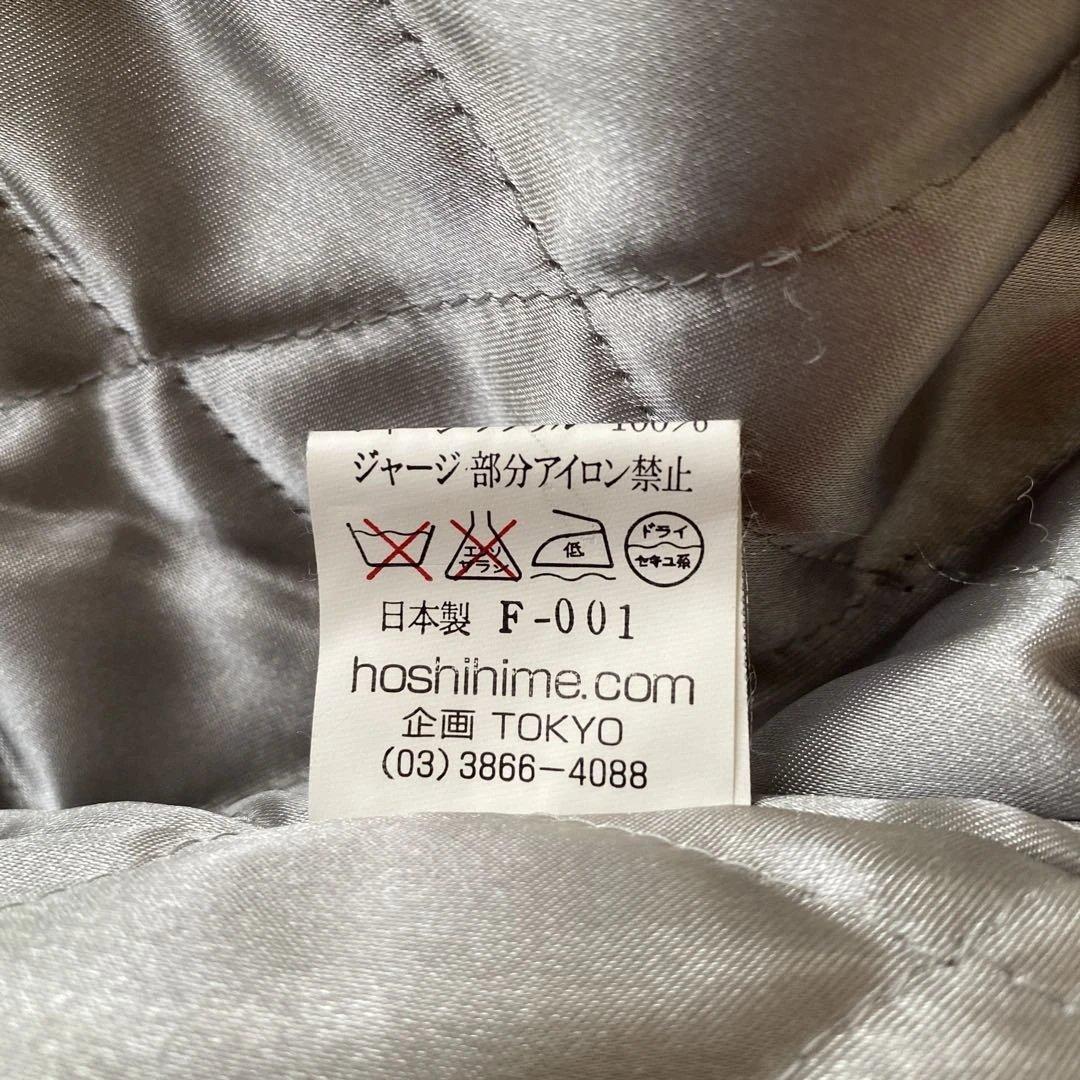 100%
ジャージ 部分アイロン禁止
エンソ サラシ 低 ドライ セキユ系
日本製 F-001
hoshihime.com
企画 TOKYO
(03) 3866-4088